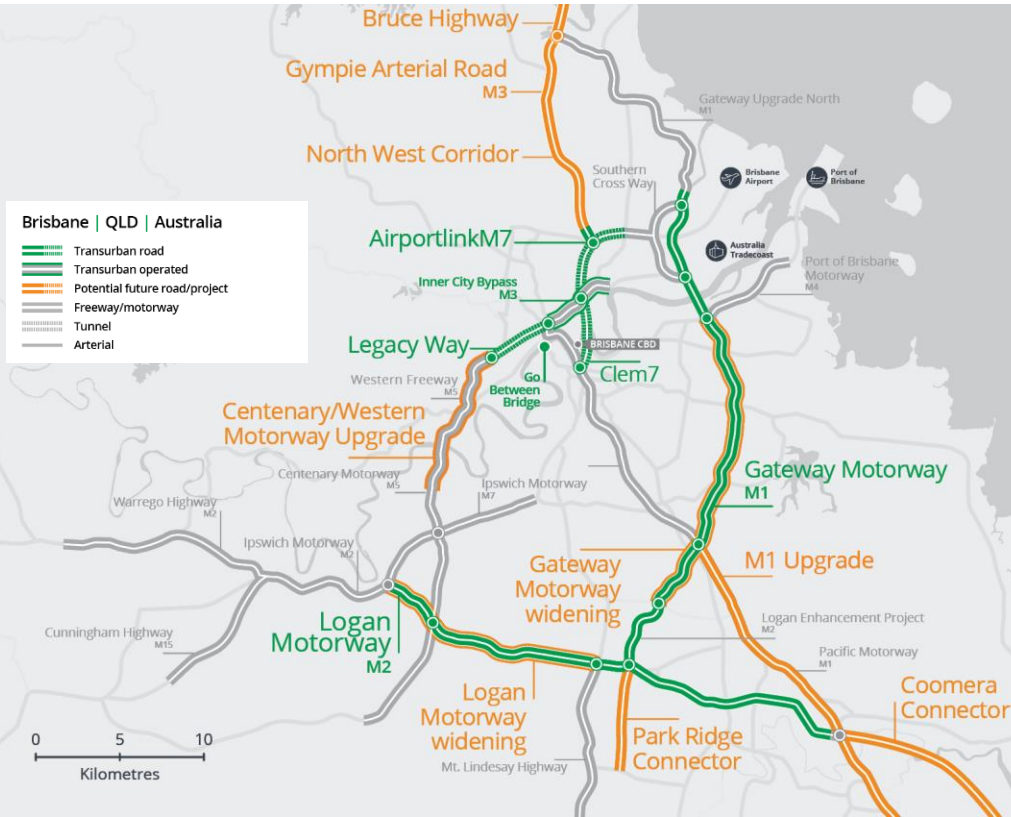 Bruce Highway
Gympie Arterial Road
M3
Gateway Upgrade North
M1
North West Corridor
Southern
Cross Way
Brisbane
Airport
Port of
Brisbane
Brisbane | QLD | Australia
Transurban road
Transurban operated
Potential future road/project
Freeway/motorway
Tunnel
Arterial
AirportlinkM7
Australia
Tradecoast
Port of Brisbane
Motorway
M4
Inner City Bypass
M3
Legacy Way
BRISBANE CBD
Clem7
Go
Between
Bridge
Western Freeway
M5
Centenary/Western
Motorway Upgrade
Centenary Motorway
M5
Ipswich Motorway
M7
Gateway Motorway
M1
Warrego Highway
M2
Ipswich Motorway
M2
Gateway
Motorway
widening
M1 Upgrade
Logan Enhancement Project
M2
Cunningham Highway
M15
Logan
Motorway
M2
Pacific Motorway
M1
Logan
Motorway
widening
Park Ridge
Connector
Coomera
Connector
Mt. Lindesay Highway
0 5 10
Kilometres